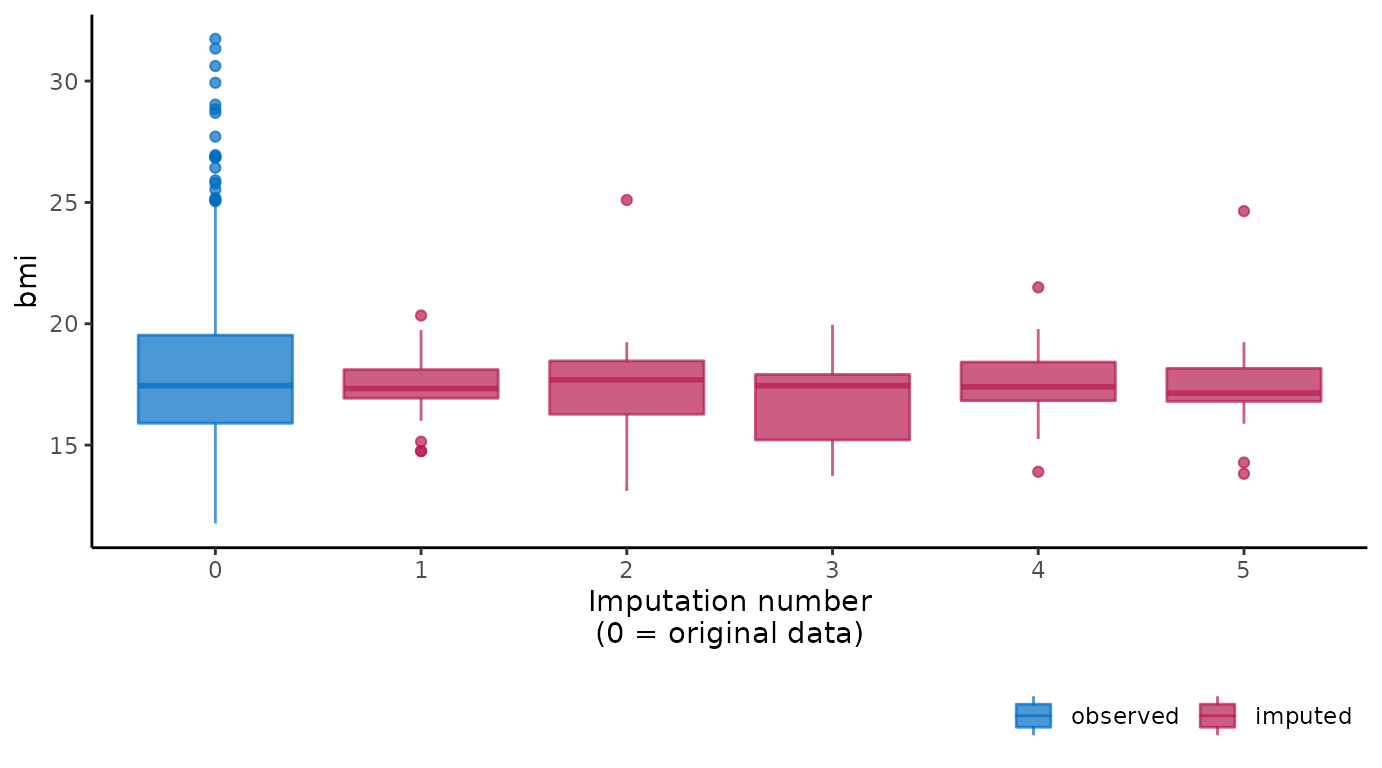 30
25
20
15
bmi
0 1 2 3 4 5
Imputation number
(0 = original data)
observed imputed